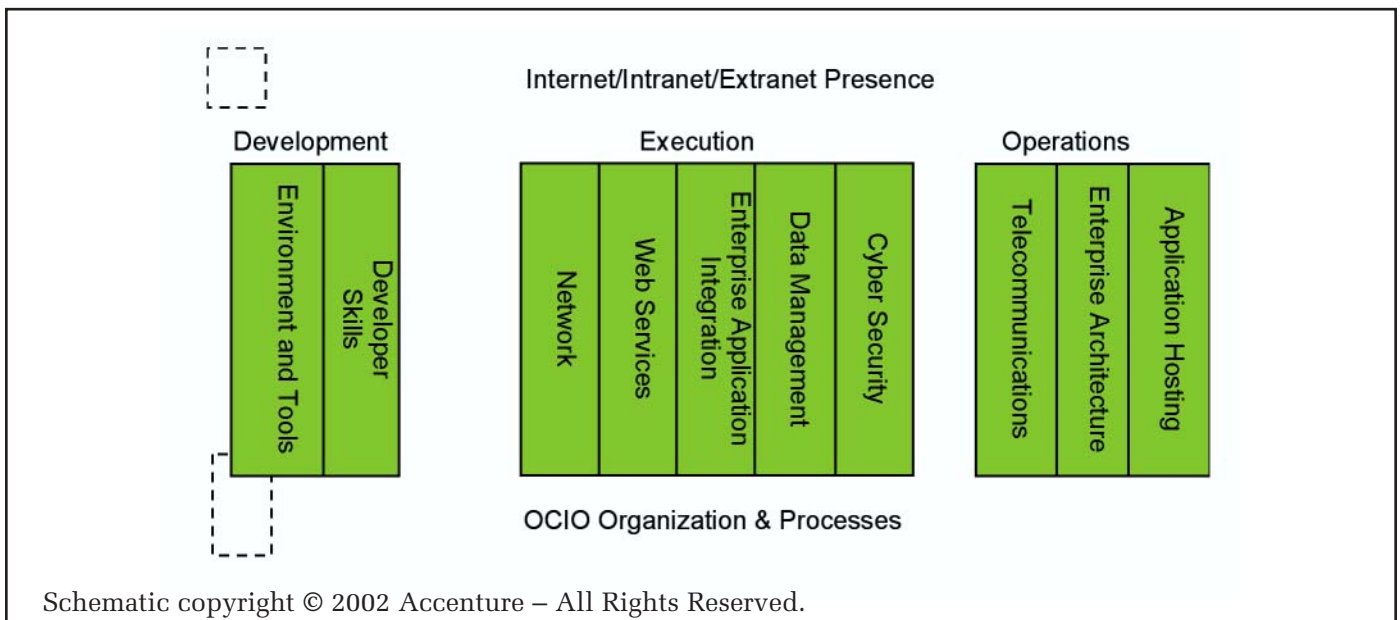 Internet/Intranet/Extranet Presence
Development
Execution
Operations
Environment and Tools
Developer
Skills
Network
Web Services
Enterprise Application
Integration
Data Management
Cyber Security
Telecommunications
Enterprise Architecture
Application Hosting
OCIO Organization & Processes
Schematic copyright © 2002 Accenture – All Rights Reserved.